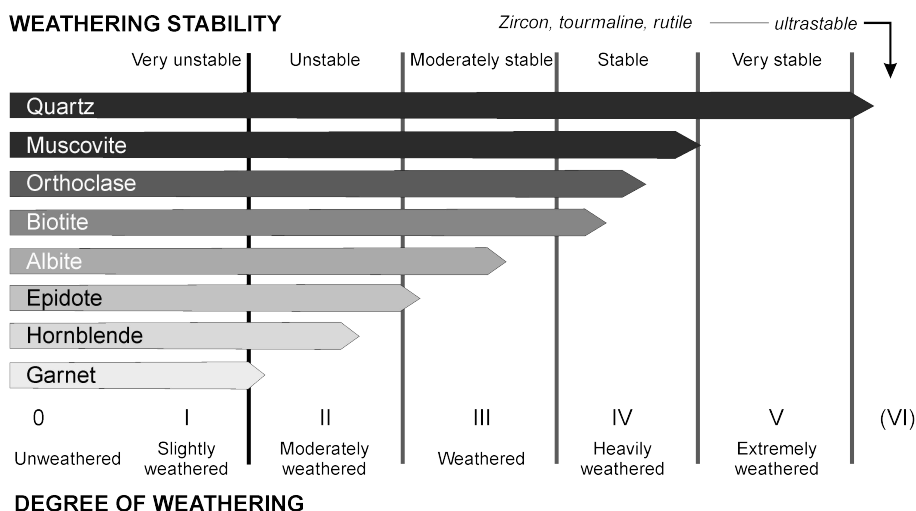 WEATHERING STABILITY
Zircon, tourmaline, rutile ultrastable
Very unstable Unstable Moderately stable Stable Very stable
Quartz
Muscovite
Orthoclase
Biotite
Albite
Epidote
Hornblende
Garnet
0 I II III IV V (VI)
Unweathered Slightly weathered Moderately weathered Weathered Heavily weathered Extremely weathered
DEGREE OF WEATHERING